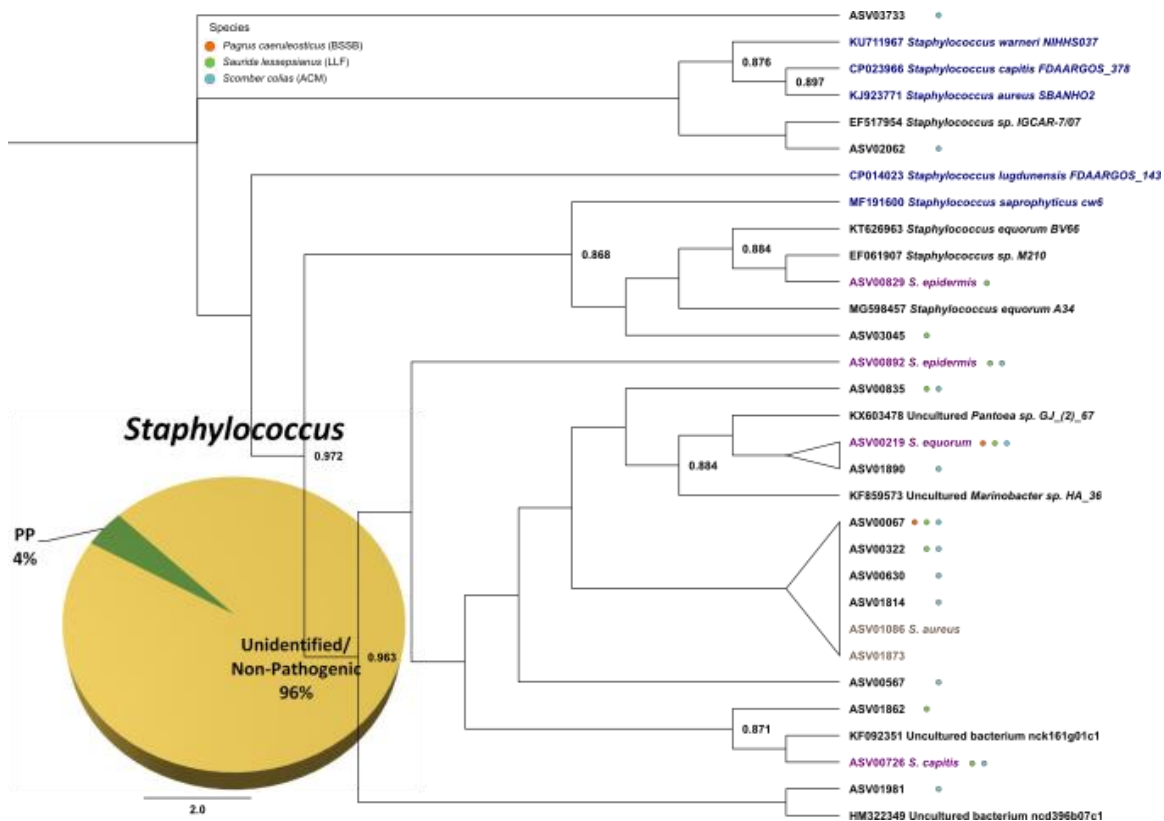 Species
Pagrus caeruleosticus (BSSB)
Saurida lessepsianus (LLF)
Scomber colias (ACM)
ASV03733
KU711967 Staphylococcus warneri NIHHS037
0.876
CP023966 Staphylococcus capitis FDAARGOS_378
0.897
KJ923771 Staphylococcus aureus SBANHO2
EF517954 Staphylococcus sp. IGCAR-7/07
ASV02062
CP014023 Staphylococcus lugdunensis FDAARGOS_143
MF191600 Staphylococcus saprophyticus cw6
KT626963 Staphylococcus equorum BV66
0.884
0.868
EF061907 Staphylococcus sp. M210
ASV00829 S. epidermis
MG598457 Staphylococcus equorum A34
ASV03045
ASV00892 S. epidermis
ASV00835
KX603478 Uncultured Pantoea sp. GJ_(2)_67
Staphylococcus
ASV00219 S. equorum
0.972
0.884
ASV01890
KF859573 Uncultured Marinobacter sp. HA_36
ASV00067
PP
4%
ASV00322
ASV00630
ASV01814
ASV01086 S. aureus
Unidentified/
Non-Pathogenic
96%
0.963
ASV01873
ASV00567
ASV01862
0.871
KF092351 Uncultured bacterium nck161g01c1
ASV00726 S. capitis
ASV01981
2.0
HM322349 Uncultured bacterium ncd396b07c1